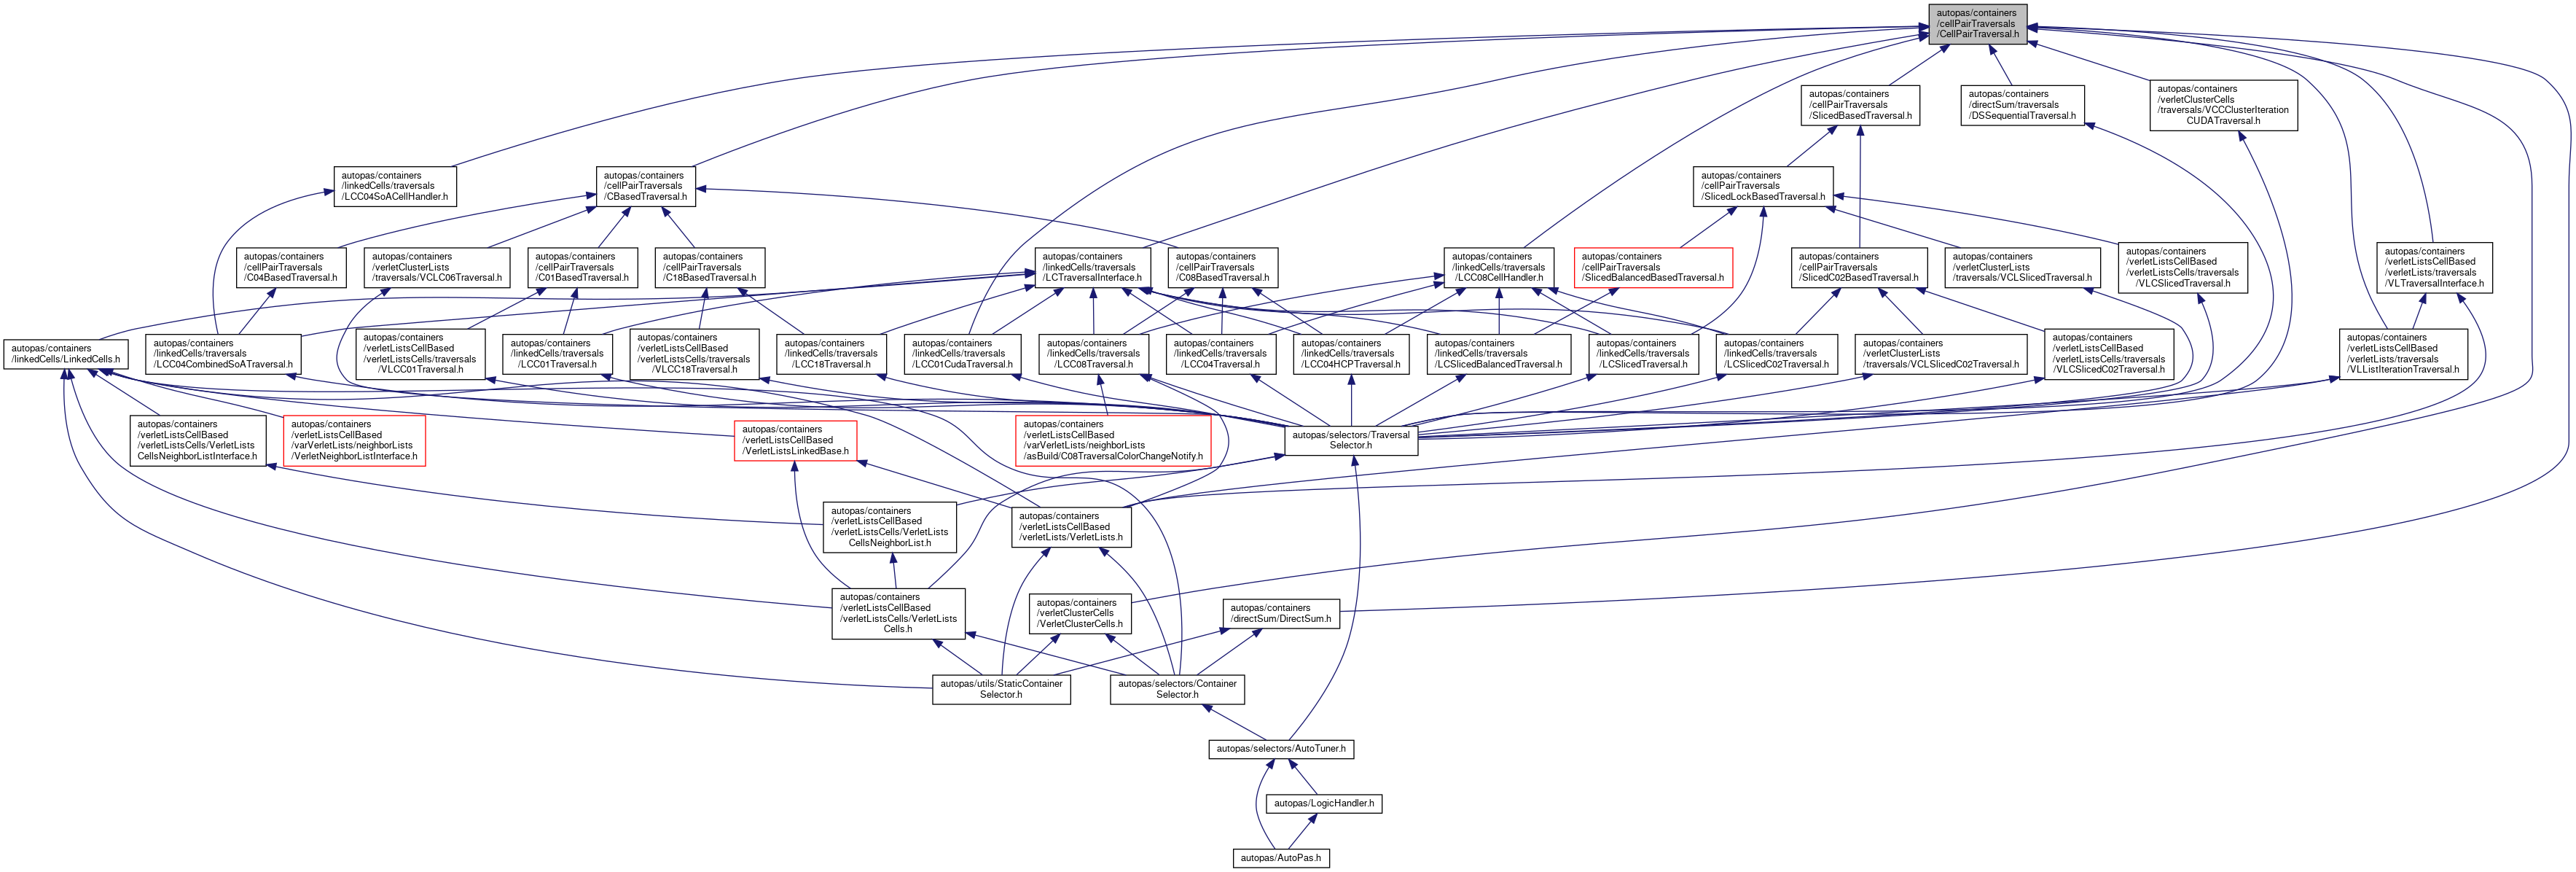 autopas/containers
/cellPairTraversals
/CellPairTraversal.h
autopas/containers
/cellPairTraversals
/SlicedBasedTraversal.h
autopas/containers
/directSum/traversals
/DSSequentialTraversal.h
autopas/containers
/verletClusterCells
/traversals/VCCClusterIteration
CUDATraversal.h
autopas/containers
/linkedCells/traversals
/LCC04SoACellHandler.h
autopas/containers
/cellPairTraversals
/CBasedTraversal.h
autopas/containers
/cellPairTraversals
/SlicedLockBasedTraversal.h
autopas/containers
/cellPairTraversals
/C04BasedTraversal.h
autopas/containers
/verletClusterLists
/traversals/VCLC06Traversal.h
autopas/containers
/cellPairTraversals
/C01BasedTraversal.h
autopas/containers
/cellPairTraversals
/C18BasedTraversal.h
autopas/containers
/linkedCells/traversals
/LCTraversalInterface.h
autopas/containers
/cellPairTraversals
/C08BasedTraversal.h
autopas/containers
/linkedCells/traversals
/LCC08CellHandler.h
autopas/containers
/cellPairTraversals
/SlicedBalancedBasedTraversal.h
autopas/containers
/cellPairTraversals
/SlicedC02BasedTraversal.h
autopas/containers
/verletClusterLists
/traversals/VCLSlicedTraversal.h
autopas/containers
/verletListsCellBased
/verletListsCells/traversals
/VLCSlicedTraversal.h
autopas/containers
/verletListsCellBased
/verletLists/traversals
/VLTraversalInterface.h
autopas/containers
/linkedCells/LinkedCells.h
autopas/containers
/linkedCells/traversals
/LCC04CombinedSoATraversal.h
autopas/containers
/verletListsCellBased
/verletListsCells/traversals
/VLCC01Traversal.h
autopas/containers
/linkedCells/traversals
/LCC01Traversal.h
autopas/containers
/verletListsCellBased
/verletListsCells/traversals
/VLCC18Traversal.h
autopas/containers
/linkedCells/traversals
/LCC18Traversal.h
autopas/containers
/linkedCells/traversals
/LCC01CudaTraversal.h
autopas/containers
/linkedCells/traversals
/LCC08Traversal.h
autopas/containers
/linkedCells/traversals
/LCC04Traversal.h
autopas/containers
/linkedCells/traversals
/LCC04HCPTraversal.h
autopas/containers
/linkedCells/traversals
/LCSlicedBalancedTraversal.h
autopas/containers
/linkedCells/traversals
/LCSlicedTraversal.h
autopas/containers
/linkedCells/traversals
/LCSlicedC02Traversal.h
autopas/containers
/verletClusterLists
/traversals/VCLSlicedC02Traversal.h
autopas/containers
/verletListsCellBased
/verletListsCells/traversals
/VLCSlicedC02Traversal.h
autopas/containers
/verletListsCellBased
/verletLists/traversals
/VLListIterationTraversal.h
autopas/containers
/verletListsCellBased
/verletListsCells/VerletLists
CellsNeighborListInterface.h
autopas/containers
/verletListsCellBased
/varVerletLists/neighborLists
/VerletNeighborListInterface.h
autopas/containers
/verletListsCellBased
/VerletListsLinkedBase.h
autopas/containers
/verletListsCellBased
/varVerletLists/neighborLists
/asBuild/C08TraversalColorChangeNotify.h
autopas/selectors/Traversal
Selector.h
autopas/containers
/verletListsCellBased
/verletListsCells/VerletLists
CellsNeighborList.h
autopas/containers
/verletListsCellBased
/verletLists/VerletLists.h
autopas/containers
/verletListsCellBased
/verletListsCells/VerletLists
Cells.h
autopas/containers
/verletClusterCells
/VerletClusterCells.h
autopas/containers
/directSum/DirectSum.h
autopas/utils/StaticContainer
Selector.h
autopas/selectors/Container
Selector.h
autopas/selectors/AutoTuner.h
autopas/LogicHandler.h
autopas/AutoPas.h